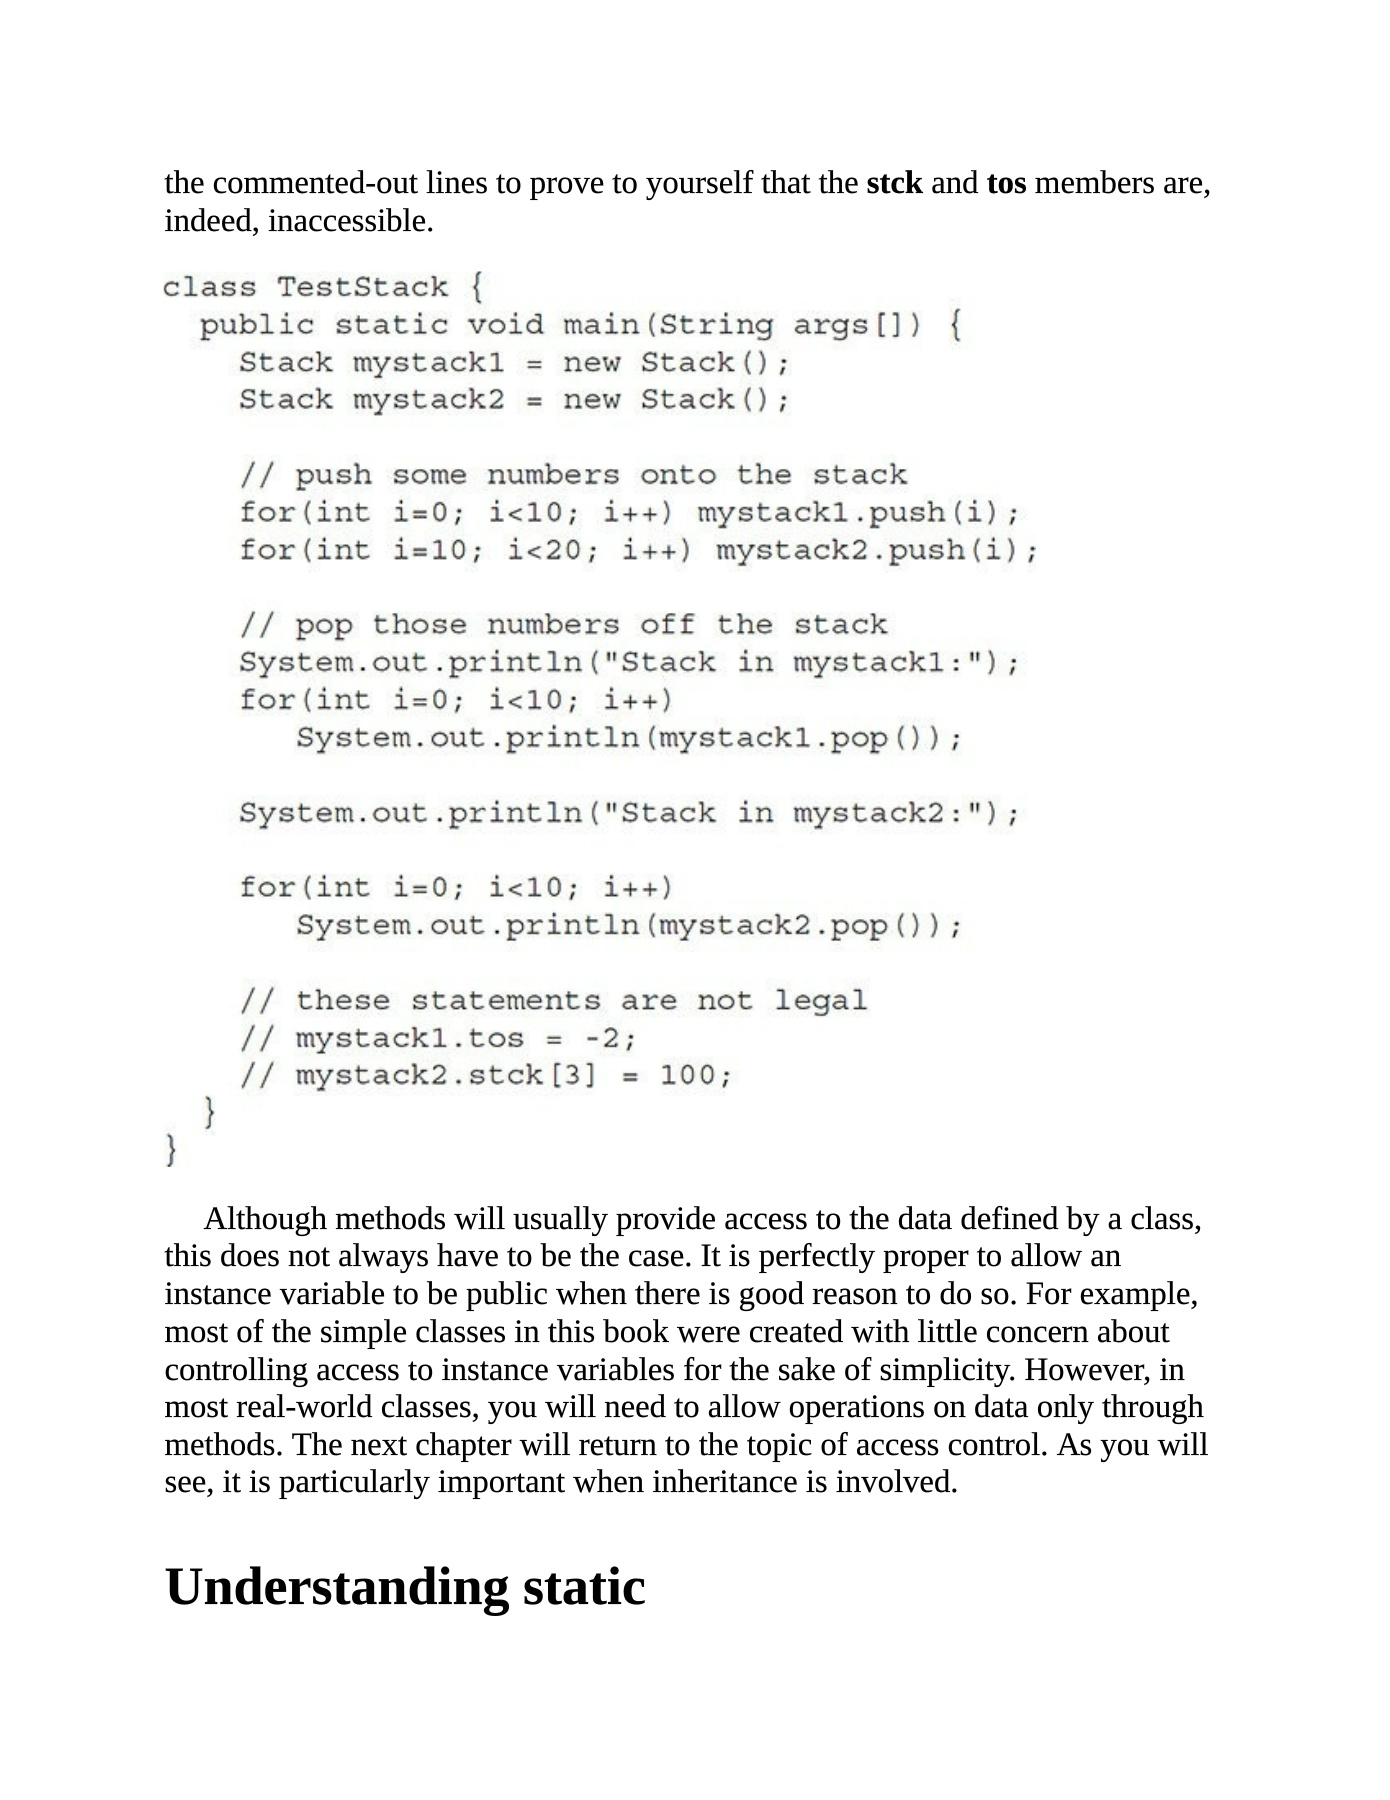 the commented-out lines to prove to yourself that the stck and tos members are,
indeed, inaccessible.
class TestStack {
  public static void main(String args[]) {
    Stack mystack1 = new Stack();
    Stack mystack2 = new Stack();

    // push some numbers onto the stack
    for(int i=0; i<10; i++) mystack1.push(i);
    for(int i=10; i<20; i++) mystack2.push(i);

    // pop those numbers off the stack
    System.out.println("Stack in mystack1:");
    for(int i=0; i<10; i++)
       System.out.println(mystack1.pop());

    System.out.println("Stack in mystack2:");

    for(int i=0; i<10; i++)
       System.out.println(mystack2.pop());

    // these statements are not legal
    // mystack1.tos = -2;
    // mystack2.stck[3] = 100;
  }
}
Although methods will usually provide access to the data defined by a class,
this does not always have to be the case. It is perfectly proper to allow an
instance variable to be public when there is good reason to do so. For example,
most of the simple classes in this book were created with little concern about
controlling access to instance variables for the sake of simplicity. However, in
most real-world classes, you will need to allow operations on data only through
methods. The next chapter will return to the topic of access control. As you will
see, it is particularly important when inheritance is involved.
Understanding static